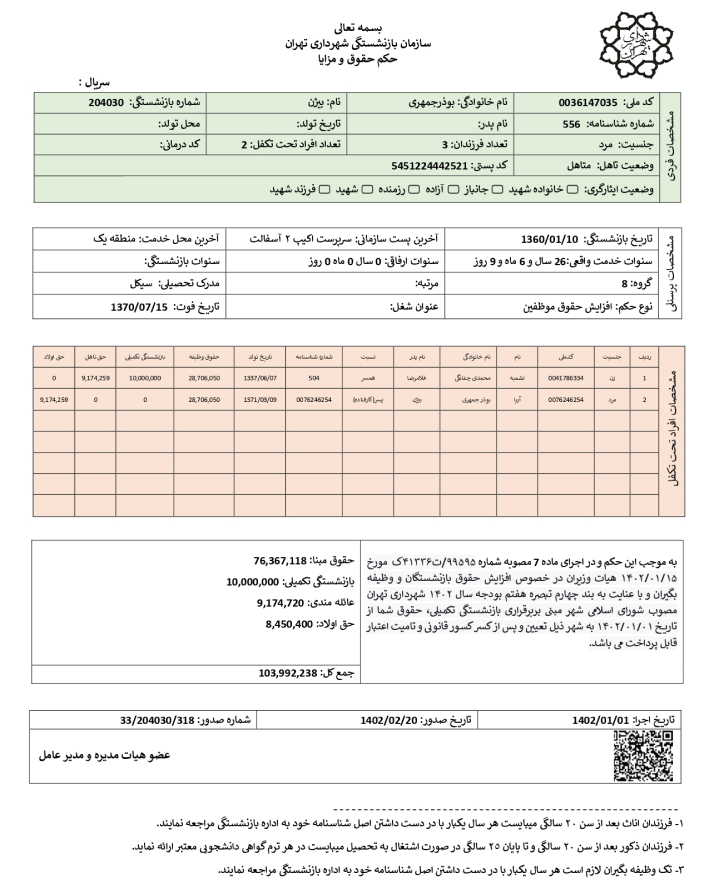 بسمه تعالی
سازمان بازنشستگی شهرداری تهران
حکم حقوق و مزایا
سریال :
مشخصات فردی
کد ملی: 0036147035 نام خانوادگی: بوذرجمهری نام: بیژن شماره بازنشستگی: 204030
شماره شناسنامه: 556 نام پدر: تاریخ تولد: محل تولد:
جنسیت: مرد تعداد فرزندان: 3 تعداد افراد تحت تکفل: 2 کد درمانی:
وضعیت تاهل: متاهل کد پستی: 5451224442521
وضعیت ایثارگری: خانواده شهید جانباز آزاده رزمنده شهید فرزند شهید
مشخصات پرسنلی
تاریخ بازنشستگی: 1360/01/10 آخرین پست سازمانی: سرپرست اکیپ ۲ آسفالت آخرین محل خدمت: منطقه یک
سنوات خدمت واقعی:26 سال و 6 ماه و 9 روز سنوات ارفاقی: 0 سال 0 ماه 0 روز سنوات بازنشستگی:
گروه: 8 مرتبه: مدرک تحصیلی: سیکل
نوع حکم: افزایش حقوق موظفین عنوان شغل: تاریخ فوت: 1370/07/15
مشخصات افراد تحت تکفل
ردیف جنسیت کدملی نام نام خانوادگی نام پدر نسبت شماره شناسنامه تاریخ تولد حقوق وظیفه بازنشستگی تکمیلی حق تاهل حق اولاد
1 زن 0041786334 نشمیه محمدی چفتگی غلامرضا همسر 504 1337/06/07 28,706,050 10,000,000 9,174,259 0
2 مرد 0076246254 آریا بوذر جمهری بیژن پسر(کارفتاده) 0076246254 1371/03/09 28,706,050 0 0 9,174,259
به موجب این حکم و در اجرای ماده 7 مصوبه شماره ۹۹۵۹۵/ت۴۱۳۳۶ک مورخ
۱۴۰۲/۰۱/۱۵ هیات وزیران در خصوص افزایش حقوق بازنشستگان و وظیفه
بگیران و با عنایت به بند چهارم تبصره هفتم بودجه سال ۱۴۰۲ شهرداری تهران
مصوب شورای اسلامی شهر مبنی بربرقراری بازنشستگی تکمیلی، حقوق شما از
تاریخ ۱۴۰۲/۰۱/۰۱ به شهر ذیل تعیین و پس از کسر کسور قانونی و تامیت اعتبار
قابل پرداخت می باشد.
حقوق مبنا: 76,367,118
بازنشستگی تکمیلی: 10,000,000
عائله مندی: 9,174,720
حق اولاد: 8,450,400
جمع کل: 103,992,238
تاریخ اجرا: 1402/01/01 تاریخ صدور: 1402/02/20 شماره صدور: 33/204030/318
عضو هیات مدیره و مدیر عامل
۱- فرزندان اناث بعد از سن ۲۰ سالگی میبایست هر سال یکبار با در دست داشتن اصل شناسنامه خود به اداره بازنشستگی مراجعه نمایند.
۲- فرزندان ذکور بعد از سن ۲۰ سالگی و تا پایان ۲۵ سالگی در صورت اشتغال به تحصیل میبایست در هر ترم گواهی دانشجویی معتبر ارائه نماید.
۳- تک وظیفه بگیران لازم است هر سال یکبار با در دست داشتن اصل شناسنامه خود به اداره بازنشستگی مراجعه نمایند.